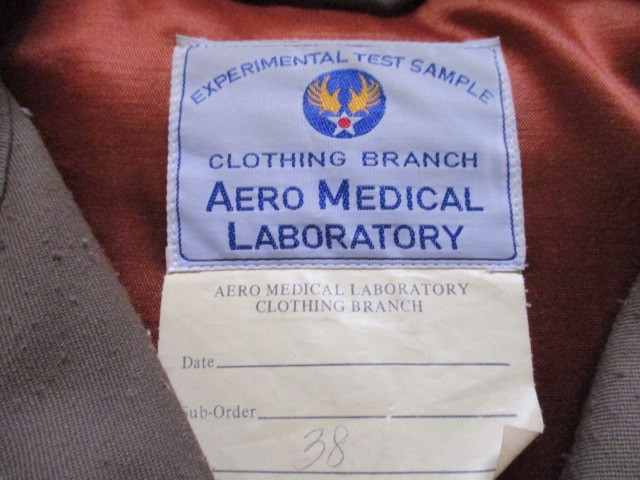 EXPERIMENTAL TEST SAMPLE
CLOTHING BRANCH
AERO MEDICAL
LABORATORY
AERO MEDICAL LABORATORY
CLOTHING BRANCH
Date
Sub-Order
38